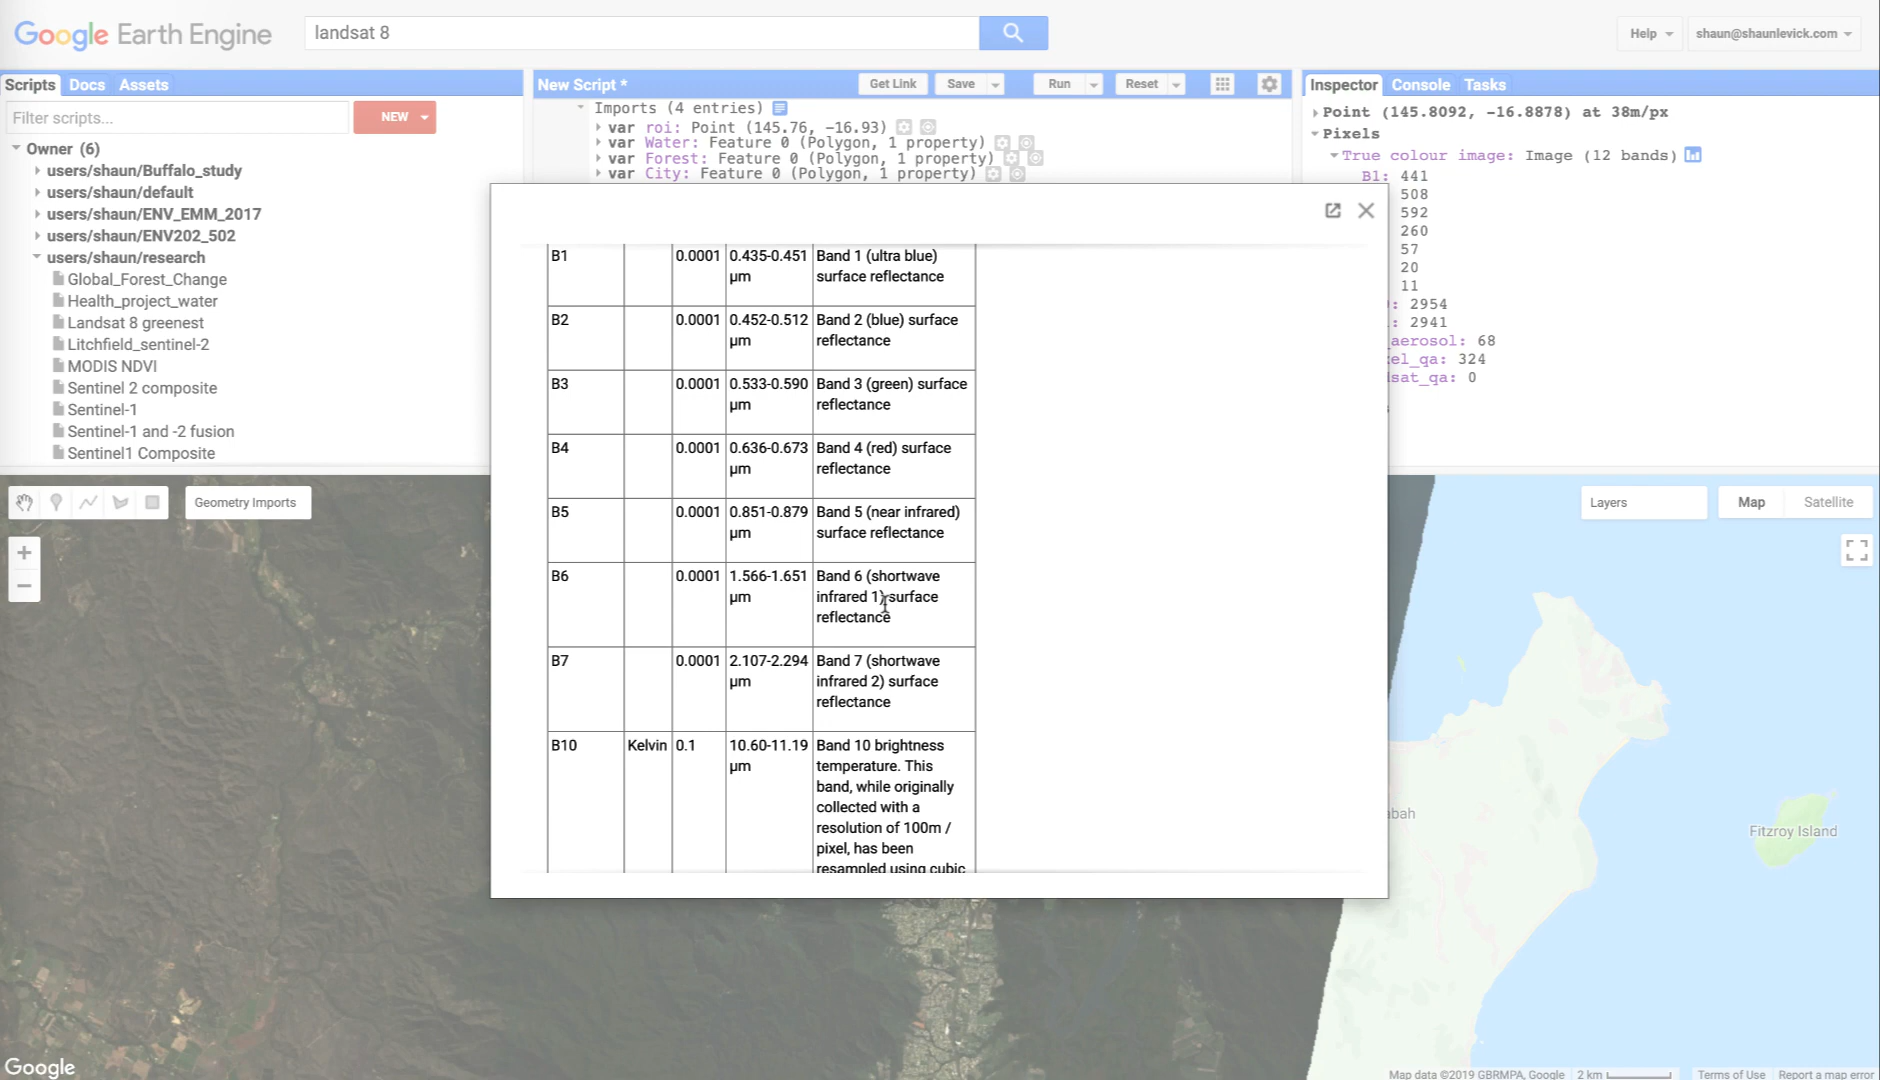 Google Earth Engine
landsat 8
Help
shaun@shaunlevick.com
Scripts Docs Assets
Filter scripts...
NEW
Owner (6)
users/shaun/Buffalo_study
users/shaun/default
users/shaun/ENV_EMM_2017
users/shaun/ENV202_502
users/shaun/research
Global_Forest_Change
Health_project_water
Landsat 8 greenest
Litchfield_sentinel-2
MODIS NDVI
Sentinel 2 composite
Sentinel-1
Sentinel-1 and -2 fusion
Sentinel1 Composite
New Script *
Get Link Save Run Reset
Imports (4 entries)
var roi: Point (145.76, -16.93)
var Water: Feature 0 (Polygon, 1 property)
var Forest: Feature 0 (Polygon, 1 property)
var City: Feature 0 (Polygon, 1 property)
Inspector Console Tasks
Point (145.8092, -16.8878) at 38m/px
Pixels
True colour image: Image (12 bands)
B1: 441
508
592
260
57
20
11
: 2954
: 2941
aerosol: 68
el_qa: 324
sat_qa: 0
B1 0.0001 0.435-0.451 Band 1 (ultra blue)
µm surface reflectance
B2 0.0001 0.452-0.512 Band 2 (blue) surface
µm reflectance
B3 0.0001 0.533-0.590 Band 3 (green) surface
µm reflectance
B4 0.0001 0.636-0.673 Band 4 (red) surface
µm reflectance
B5 0.0001 0.851-0.879 Band 5 (near infrared)
µm surface reflectance
B6 0.0001 1.566-1.651 Band 6 (shortwave
µm infrared 1) surface
reflectance
B7 0.0001 2.107-2.294 Band 7 (shortwave
µm infrared 2) surface
reflectance
B10 Kelvin 0.1 10.60-11.19 Band 10 brightness
µm temperature. This
band, while originally
collected with a
resolution of 100m /
pixel, has been
resampled using cubic
Geometry Imports
+
−
Layers
Map Satellite
abah
Fitzroy Island
Google
Map data ©2019 GBRMPA, Google 2 km Terms of Use Report a map error